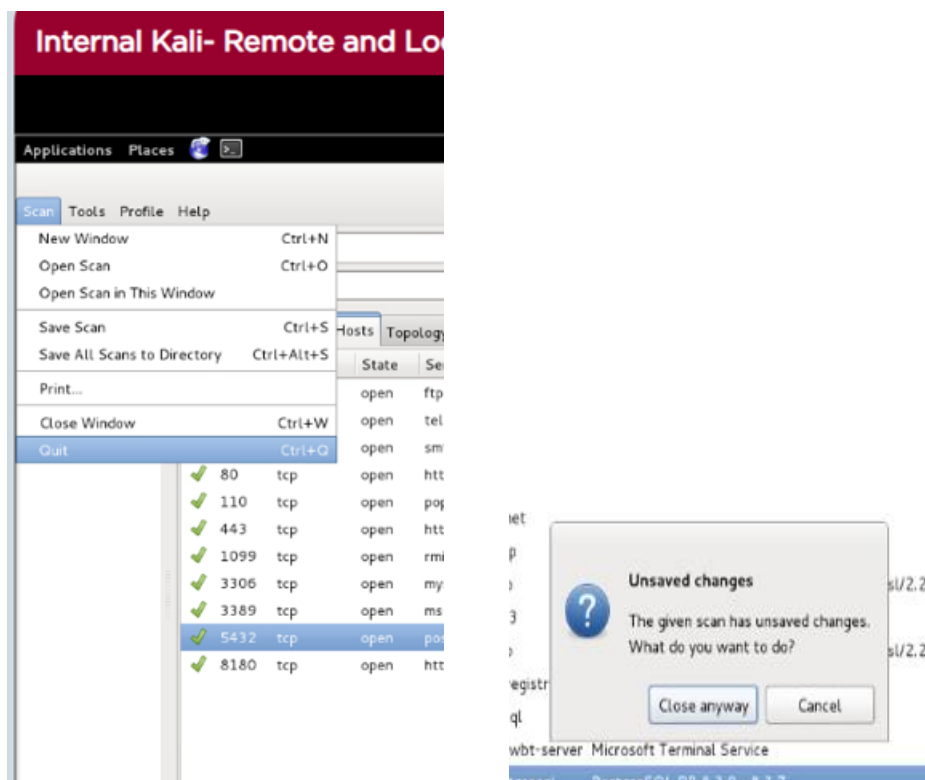 Internal Kali- Remote and
Applications Places
Scan Tools Profile Help
New Window Ctrl+N
Open Scan Ctrl+O
Open Scan in This Window
Save Scan Ctrl+S
Hosts Topology
Save All Scans to Directory Ctrl+Alt+S
State
Print...
open ftp
Close Window Ctrl+W
open
Quit Ctrl+Q
open
80 tcp open
110 tcp open
443 tcp open
1099 tcp open
3306 tcp open
3389 tcp open
5432 tcp open
8180 tcp open
Unsaved changes
The given scan has unsaved changes.
What do you want to do?
Close anyway Cancel
wbt-server Microsoft Terminal Service